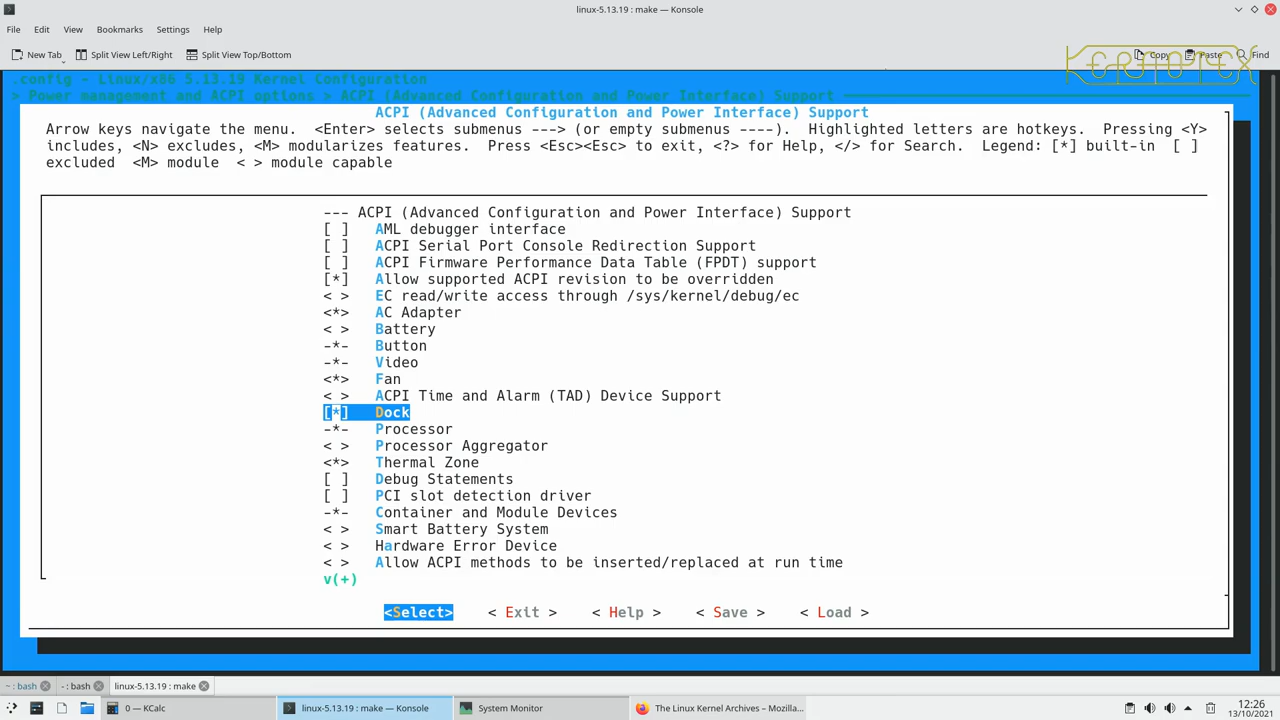 linux-5.13.19 : make — Konsole
File Edit View Bookmarks Settings Help
New Tab Split View Left/Right Split View Top/Bottom Copy Paste Find
KERNOTEX
.config - Linux/x86 5.13.19 Kernel Configuration
> Power management and ACPI options > ACPI (Advanced Configuration and Power Interface) Support
ACPI (Advanced Configuration and Power Interface) Support
Arrow keys navigate the menu. <Enter> selects submenus ---> (or empty submenus ----). Highlighted letters are hotkeys. Pressing <Y>
includes, <N> excludes, <M> modularizes features. Press <Esc><Esc> to exit, <?> for Help, </> for Search. Legend: [*] built-in [ ]
excluded <M> module < > module capable
--- ACPI (Advanced Configuration and Power Interface) Support
[ ] AML debugger interface
[ ] ACPI Serial Port Console Redirection Support
[ ] ACPI Firmware Performance Data Table (FPDT) support
[*] Allow supported ACPI revision to be overridden
< > EC read/write access through /sys/kernel/debug/ec
<*> AC Adapter
< > Battery
-*- Button
-*- Video
<*> Fan
< > ACPI Time and Alarm (TAD) Device Support
[*] Dock
-*- Processor
< > Processor Aggregator
<*> Thermal Zone
[ ] Debug Statements
[ ] PCI slot detection driver
-*- Container and Module Devices
< > Smart Battery System
< > Hardware Error Device
< > Allow ACPI methods to be inserted/replaced at run time
v(+)
<Select> < Exit > < Help > < Save > < Load >
~ : bash - : bash linux-5.13.19 : make
0 — KCalc linux-5.13.19 : make — Konsole System Monitor The Linux Kernel Archives – Mozilla...
12:26
13/10/2021